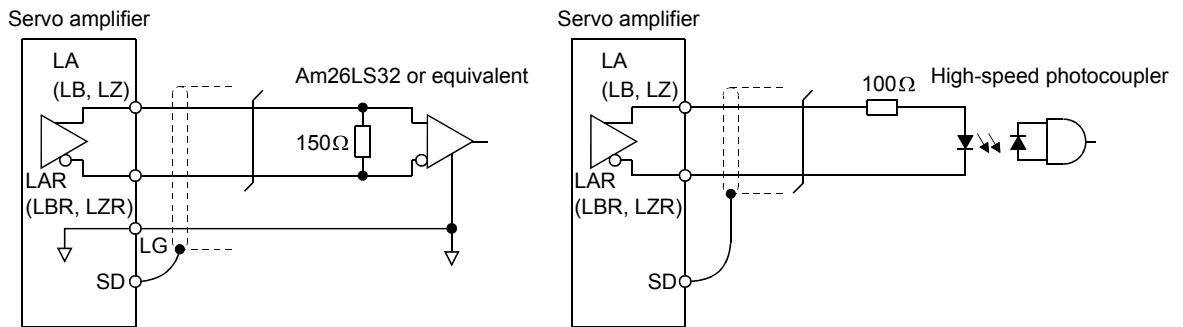 Servo amplifier
LA
(LB, LZ)
Am26LS32 or equivalent
150Ω
LAR
(LBR, LZR)
LG
SD
Servo amplifier
LA
(LB, LZ)
100Ω
High-speed photocoupler
LAR
(LBR, LZR)
SD